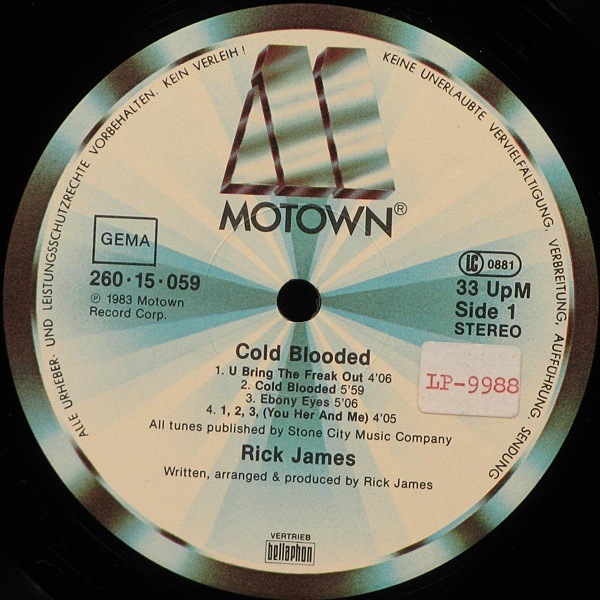 ALLE URHEBER- UND LEISTUNGSSCHUTZRECHTE VORBEHALTEN. KEIN VERLEIH! KEINE UNERLAUBTE VERVIELFÄLTIGUNG, VERBREITUNG, AUFFÜHRUNG, SENDUNG
MOTOWN®
GEMA
260·15·059
℗ 1983 Motown
Record Corp.
LC 0881
33 UpM
Side 1
STEREO
Cold Blooded
1. U Bring The Freak Out 4'06
2. Cold Blooded 5'59
3. Ebony Eyes 5'06
4. 1, 2, 3, (You Her And Me) 4'05
All tunes published by Stone City Music Company
LP-9988
Rick James
Written, arranged & produced by Rick James
VERTRIEB
bellaphon